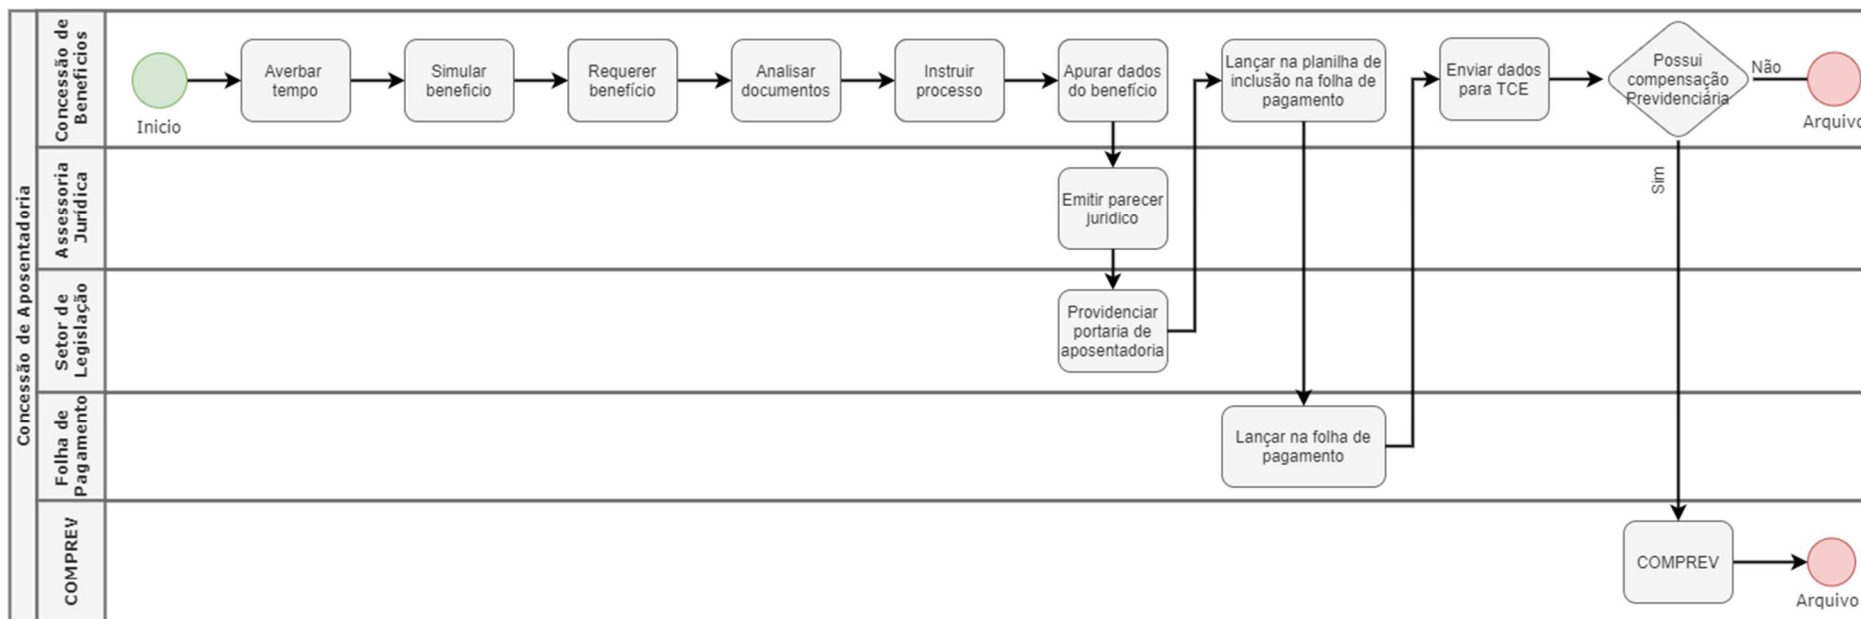 Concessão de Aposentadoria
Concessão de
Beneficios
Inicio
Averbar
tempo
Simular
beneficio
Requerer
benefício
Analisar
documentos
Instruir
processo
Apurar dados
do benefício
Lançar na planilha de
inclusão na folha de
pagamento
Enviar dados
para TCE
Possui
compensação
Previdenciária
Não
Arquivo
Sim
Assessoria
Jurídica
Emitir parecer
juridico
Setor de
Legislação
Providenciar
portaria de
aposentadoria
Folha de
Pagamento
Lançar na folha de
pagamento
COMPREV
COMPREV
Arquivo